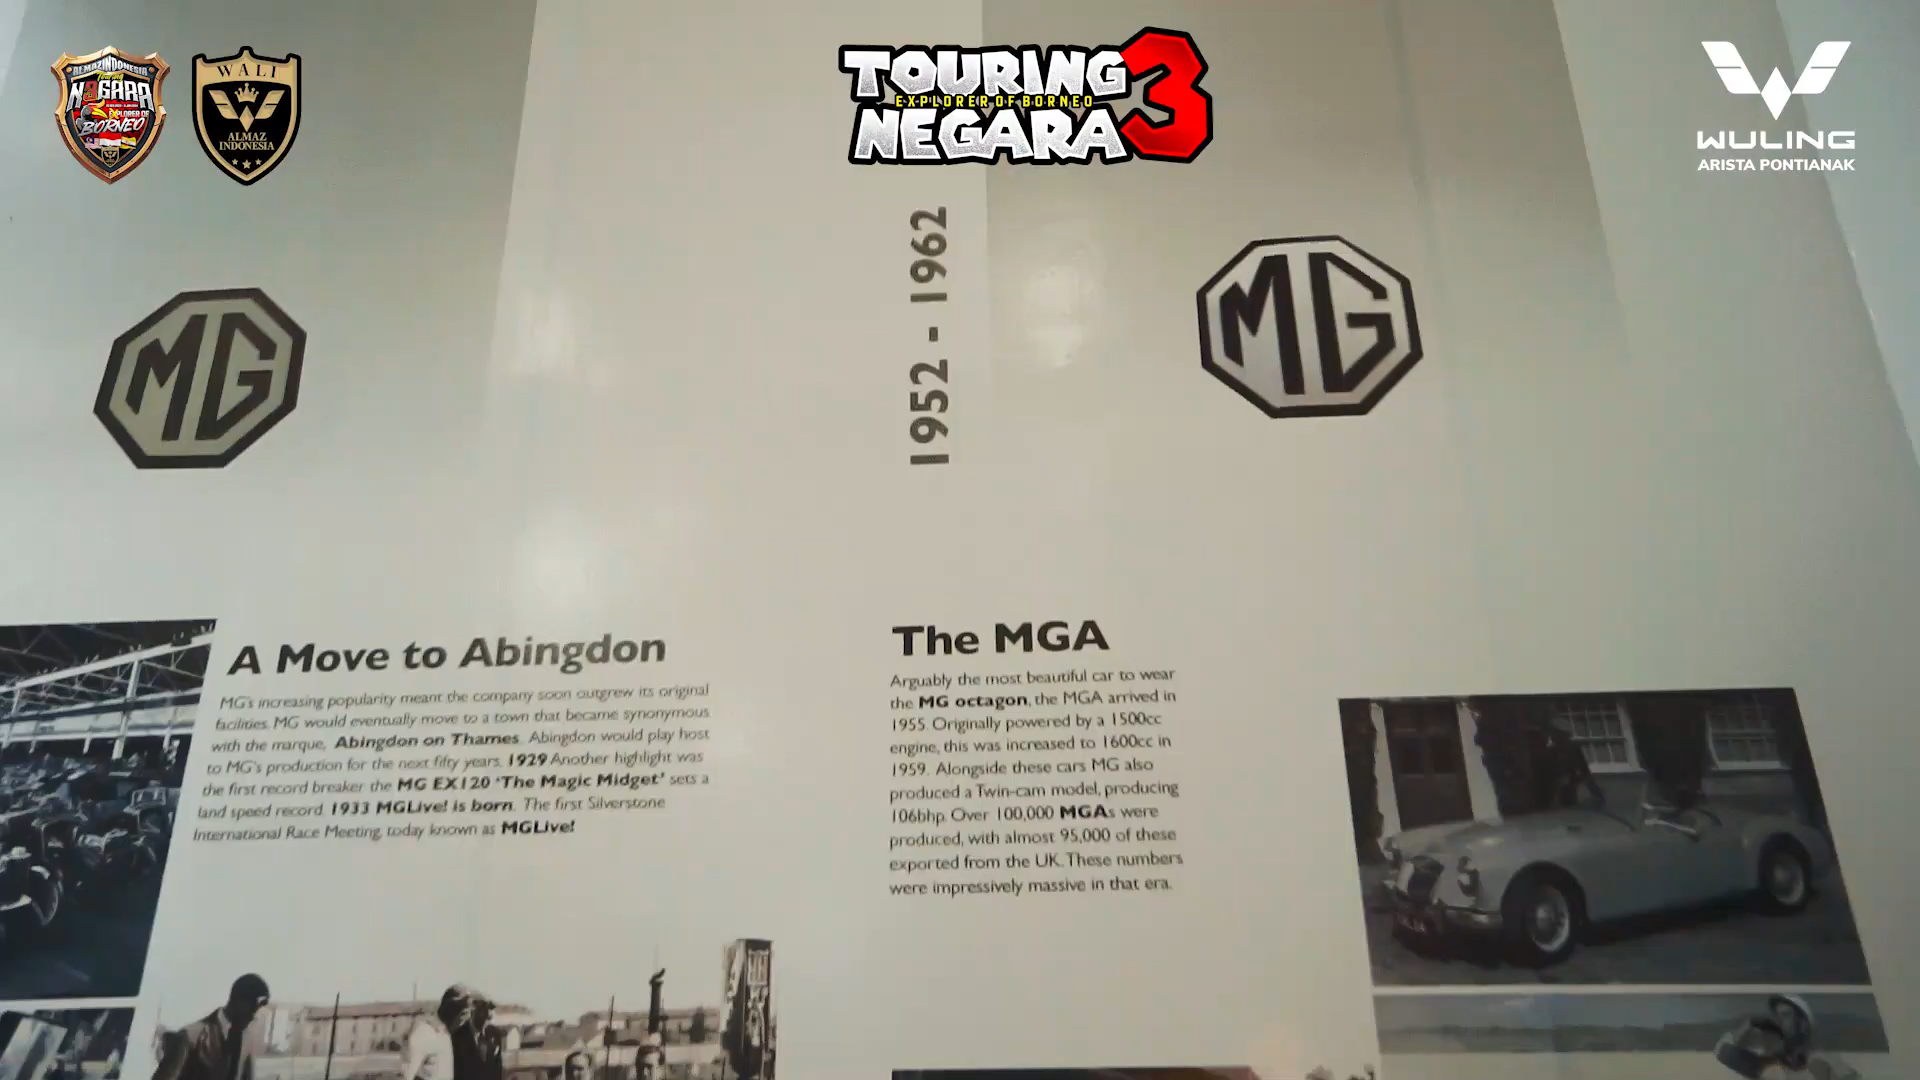 ALMAZINDONESIA
Touring
N3GARA
EXPLORER OF
BORNEO
WALI
ALMAZ
INDONESIA
TOURING
EXPLORER OF BORNEO
NEGARA 3
WULING
ARISTA PONTIANAK
1952 - 1962
MG
MG
A Move to Abingdon
MG's increasing popularity meant the company soon outgrew its original
facilities. MG would eventually move to a town that became synonymous
with the marque, Abingdon on Thames. Abingdon would play host
to MG's production for the next fifty years. 1929 Another highlight was
the first record breaker the MG EX120 'The Magic Midget' sets a
land speed record. 1933 MGLive! is born. The first Silverstone
International Race Meeting, today known as MGLive!
The MGA
Arguably the most beautiful car to wear
the MG octagon, the MGA arrived in
1955. Originally powered by a 1500cc
engine, this was increased to 1600cc in
1959. Alongside these cars MG also
produced a Twin-cam model, producing
106bhp. Over 100,000 MGAs were
produced, with almost 95,000 of these
exported from the UK. These numbers
were impressively massive in that era.